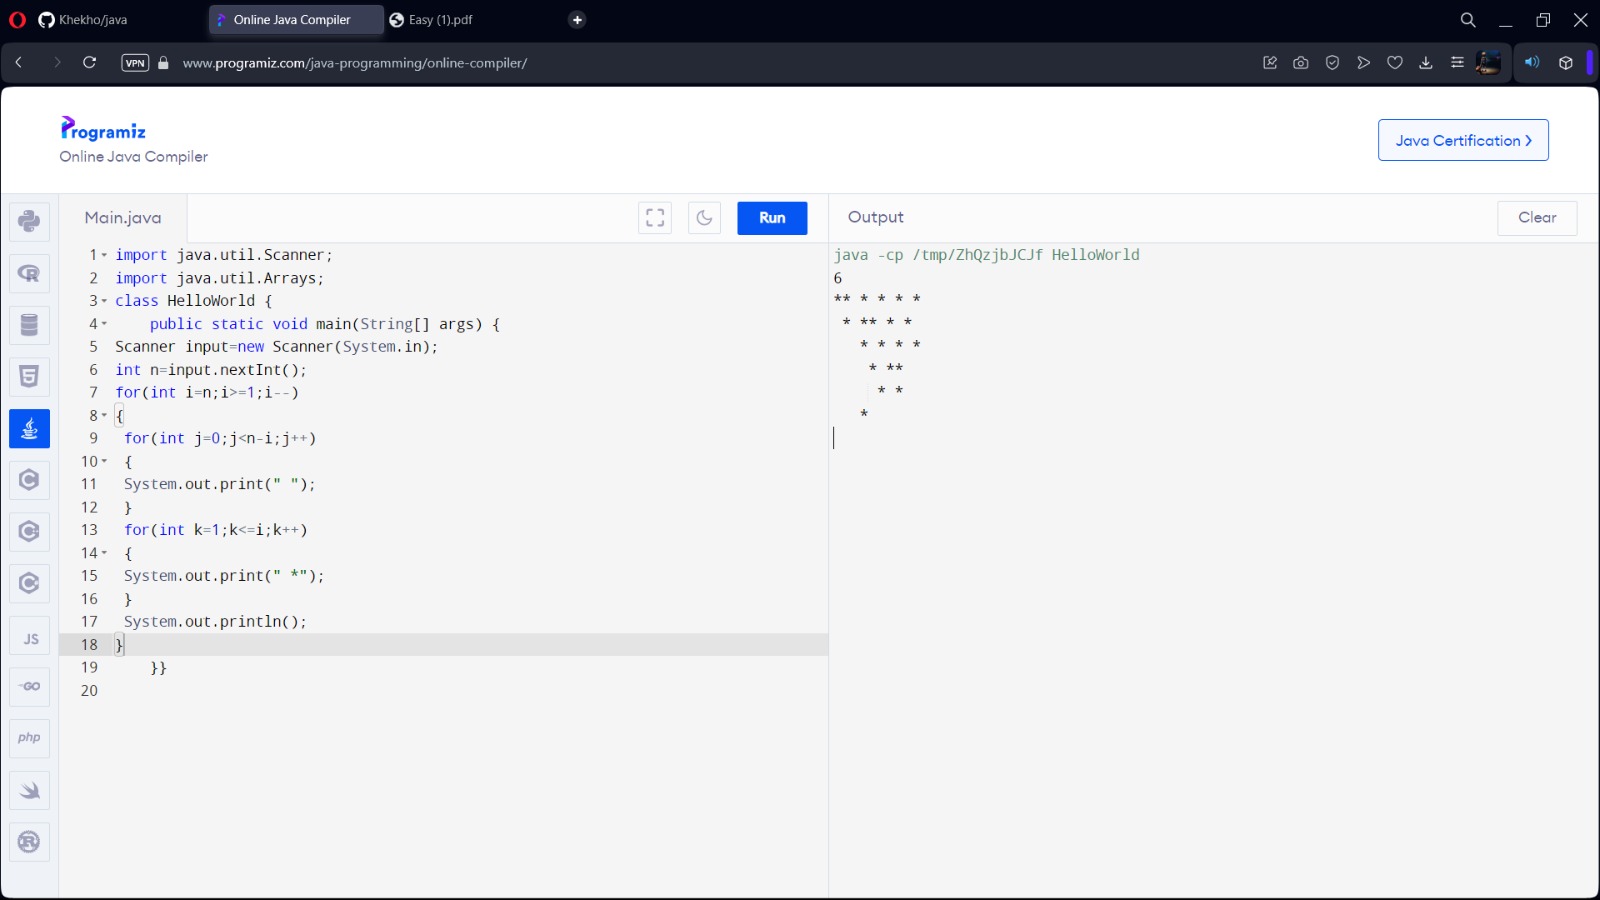 Khekho/java
Online Java Compiler
Easy (1).pdf
VPN
www.programiz.com/java-programming/online-compiler/
Programiz
Online Java Compiler
Java Certification >
Main.java
Run
Output
Clear
1 import java.util.Scanner;
2 import java.util.Arrays;
3 class HelloWorld {
4     public static void main(String[] args) {
5 Scanner input=new Scanner(System.in);
6 int n=input.nextInt();
7 for(int i=n;i>=1;i--)
8 {
9  for(int j=0;j<n-i;j++)
10  {
11  System.out.print(" ");
12  }
13  for(int k=1;k<=i;k++)
14  {
15  System.out.print(" *");
16  }
17  System.out.println();
18 }
19     }}
20
java -cp /tmp/ZhQzjbJCJf HelloWorld
6
** * * * *
 * ** * *
   * * * *
    * **
     * *
   *
R
JS
GO
php